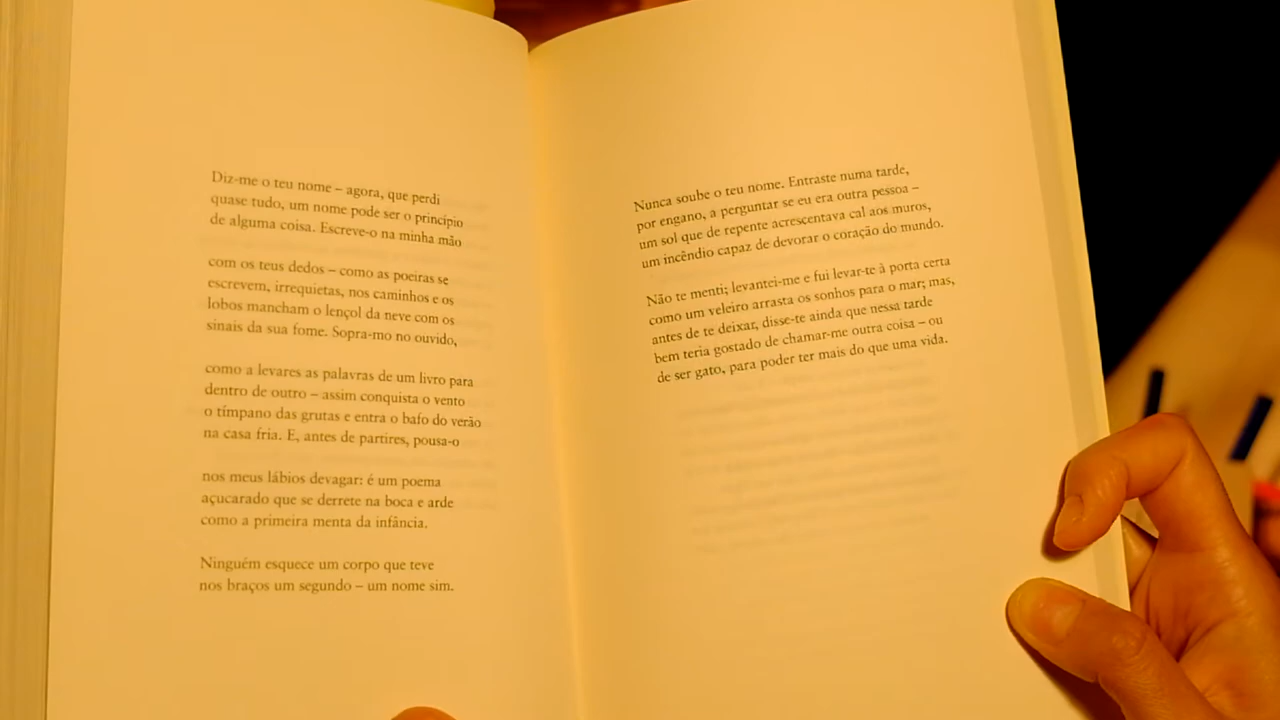 Diz-me o teu nome – agora, que perdi
quase tudo, um nome pode ser o princípio
de alguma coisa. Escreve-o na minha mão
com os teus dedos – como as poeiras se
escrevem, irrequietas, nos caminhos e os
lobos mancham o lençol da neve com os
sinais da sua fome. Sopra-mo no ouvido,
como a levares as palavras de um livro para
dentro de outro – assim conquista o vento
o tímpano das grutas e entra o bafo do verão
na casa fria. E, antes de partires, pousa-o
nos meus lábios devagar: é um poema
açucarado que se derrete na boca e arde
como a primeira menta da infância.
Ninguém esquece um corpo que teve
nos braços um segundo – um nome sim.
Nunca soube o teu nome. Entraste numa tarde,
por engano, a perguntar se eu era outra pessoa –
um sol que de repente acrescentava cal aos muros,
um incêndio capaz de devorar o coração do mundo.
Não te menti; levantei-me e fui levar-te à porta certa
como um veleiro arrasta os sonhos para o mar; mas,
antes de te deixar, disse-te ainda que nessa tarde
bem teria gostado de chamar-me outra coisa – ou
de ser gato, para poder ter mais do que uma vida.